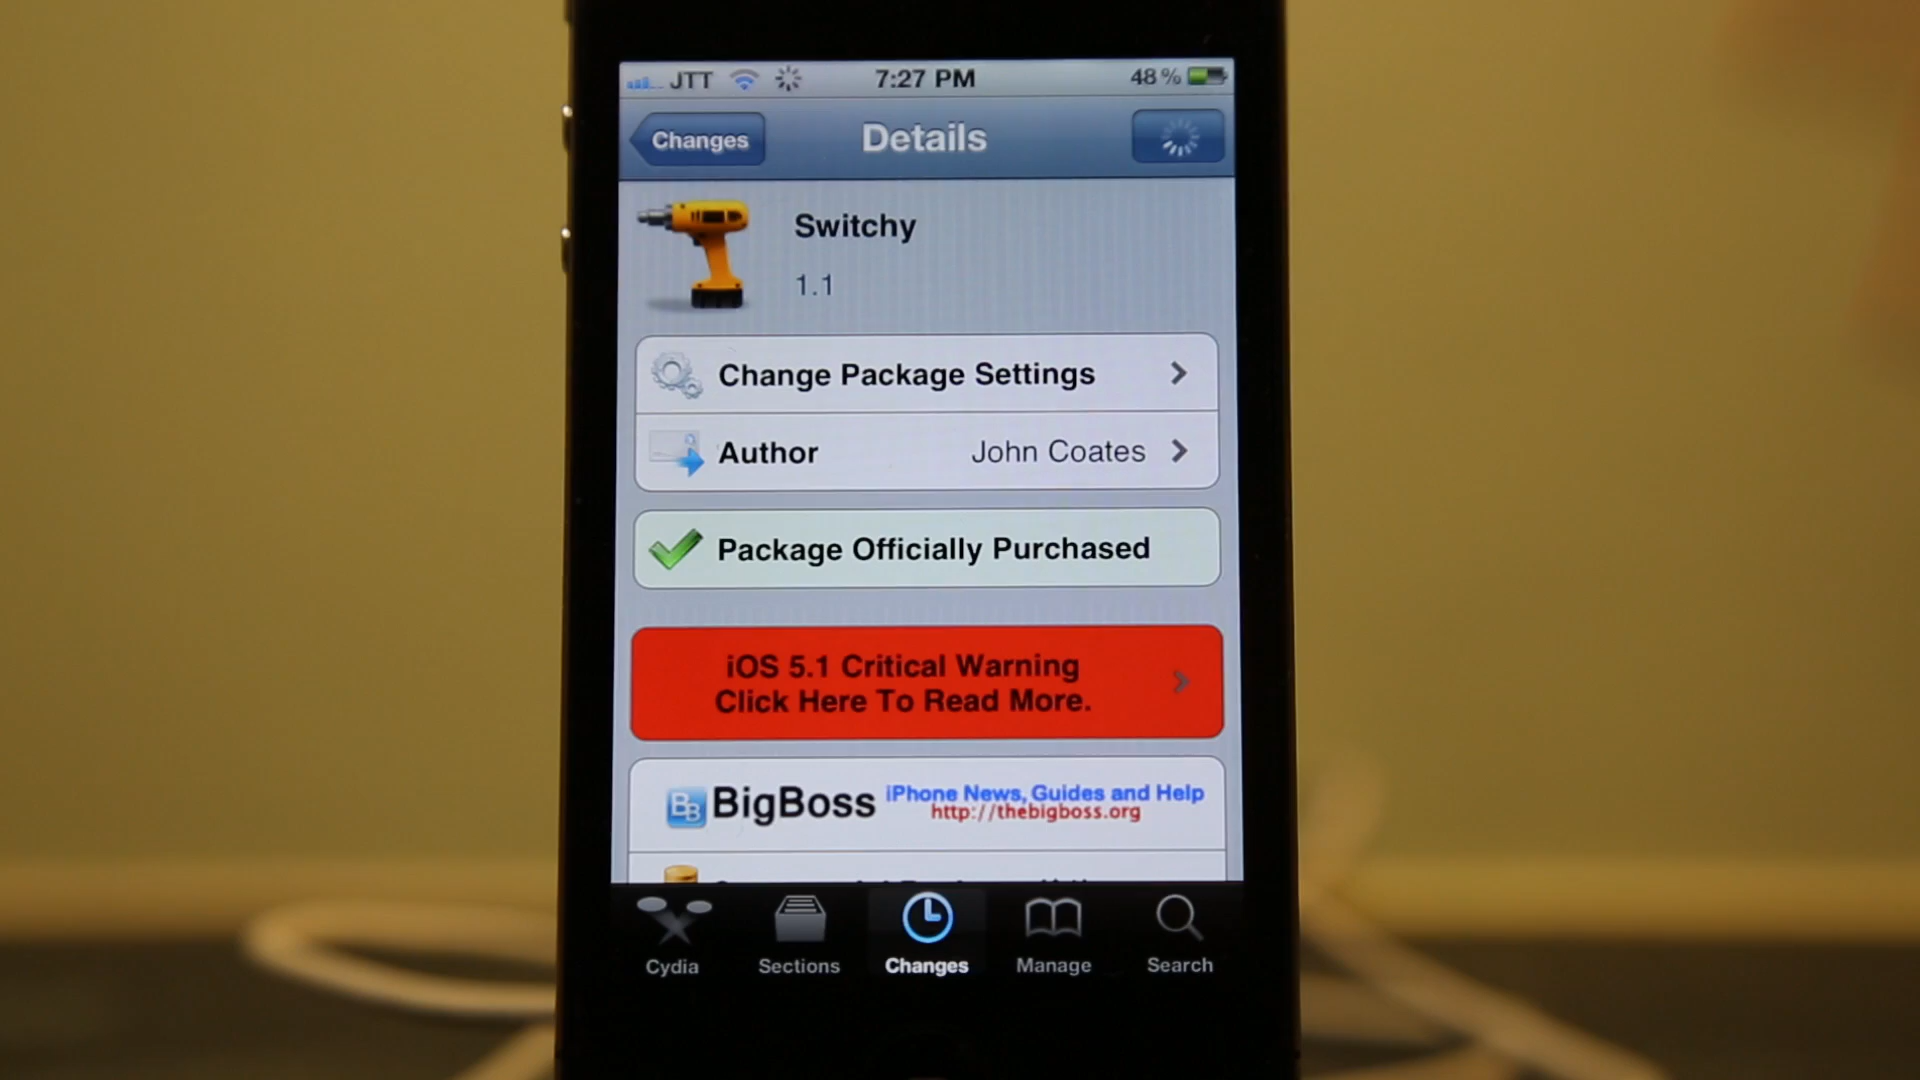 JTT 7:27 PM 48%
Changes Details
Switchy
1.1
Change Package Settings
Author John Coates
Package Officially Purchased
iOS 5.1 Critical Warning
Click Here To Read More.
BB BigBoss iPhone News, Guides and Help
http://thebigboss.org
Cydia Sections Changes Manage Search